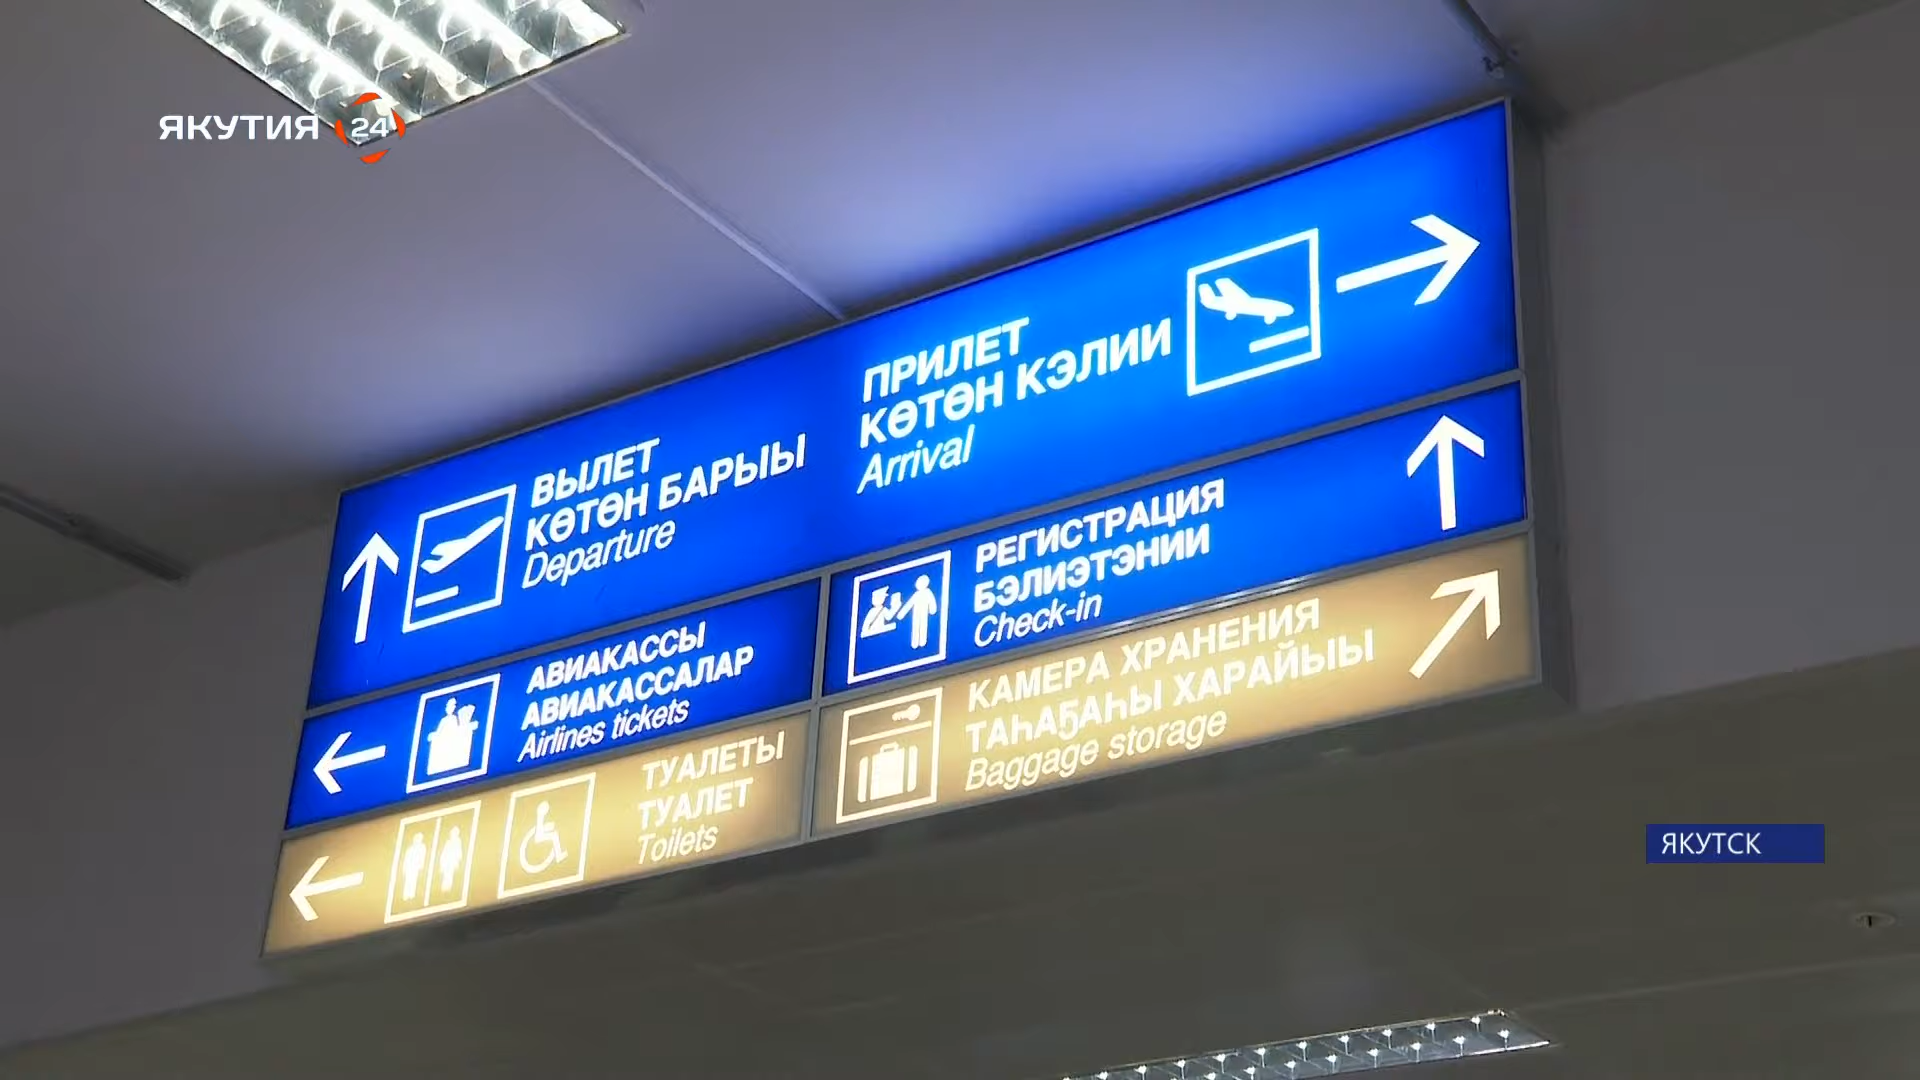 ЯКУТИЯ 24
ПРИЛЕТ
КӨТӨН КЭЛИИ
Arrival
ВЫЛЕТ
КӨТӨН БАРЫЫ
Departure
РЕГИСТРАЦИЯ
БЭЛИЭТЭНИИ
Check-in
АВИАКАССЫ
АВИАКАССАЛАР
Airlines tickets
КАМЕРА ХРАНЕНИЯ
ТАҺАҔАҺЫ ХАРАЙЫЫ
Baggage storage
ТУАЛЕТЫ
ТУАЛЕТ
Toilets
ЯКУТСК